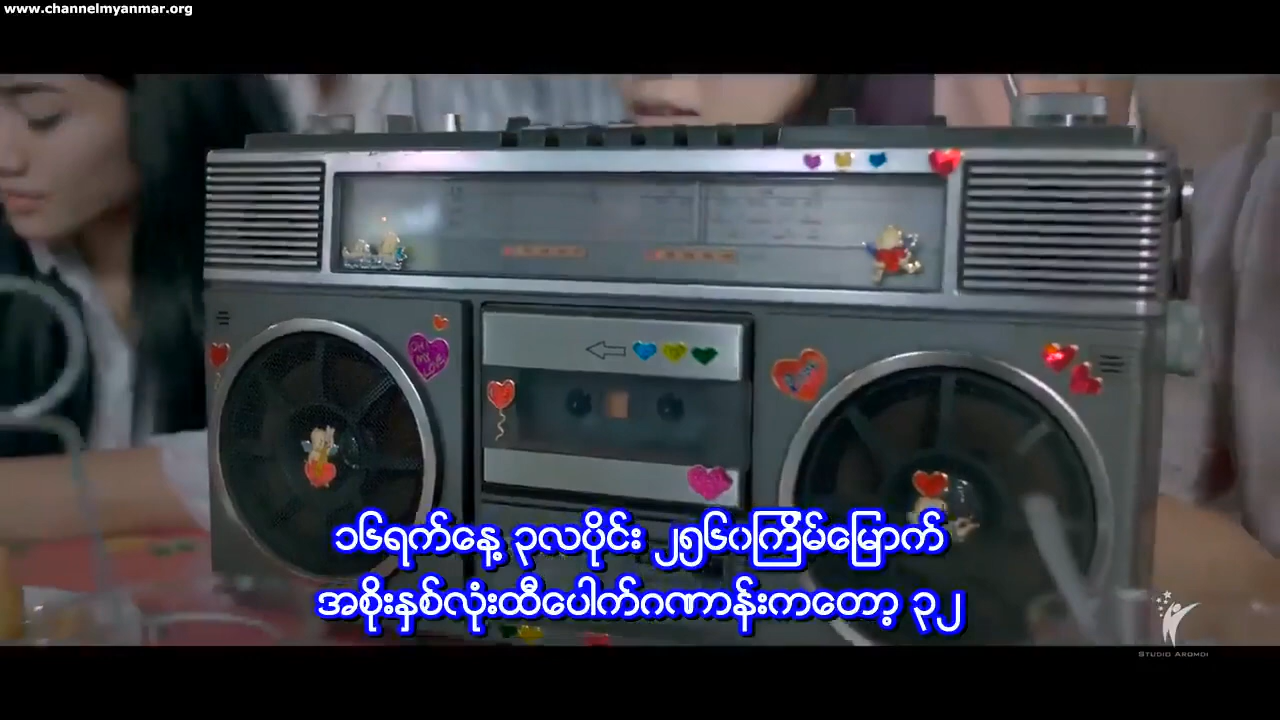 www.channelmyanmar.org
၁၆ရက်နေ့ ၃လပိုင်း ၂၅၆၀ကြိမ်မြောက်
အစိုးနှစ်လုံးထီပေါက်ဂဏာန်းကတော့ ၃၂
STUDIO AROMDI